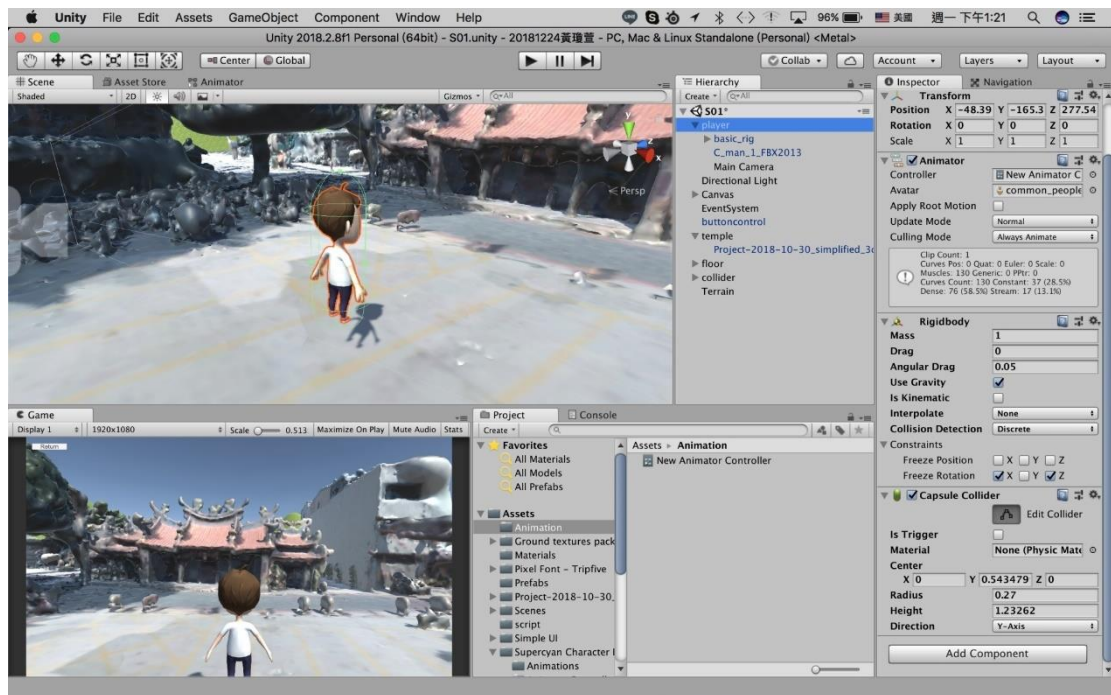 Unity File Edit Assets GameObject Component Window Help 96% 美國 週一下午1:21
Unity 2018.2.8f1 Personal (64bit) - S01.unity - 20181224黃瓊萱 - PC, Mac & Linux Standalone (Personal) <Metal>
Center Global Collab Account Layers Layout
Scene Asset Store Animator
Shaded 2D Gizmos All
y
x
Persp
Hierarchy
Create All
S01*
player
basic_rig
C_man_1_FBX2013
Main Camera
Directional Light
Canvas
EventSystem
buttoncontrol
temple
Project-2018-10-30_simplified_3d
floor
collider
Terrain
Inspector Navigation
Transform
Position X -48.39 Y -165.3 Z 277.54
Rotation X 0 Y 0 Z 0
Scale X 1 Y 1 Z 1
Animator
Controller New Animator C
Avatar common_people
Apply Root Motion
Update Mode Normal
Culling Mode Always Animate
Clip Count: 1
Curves Pos: 0 Quat: 0 Euler: 0 Scale: 0
Muscles: 130 Generic: 0 PPtr: 0
Curves Count: 130 Constant: 37 (28.5%)
Dense: 76 (58.5%) Stream: 17 (13.1%)
Rigidbody
Mass 1
Drag 0
Angular Drag 0.05
Use Gravity
Is Kinematic
Interpolate None
Collision Detection Discrete
Constraints
Freeze Position X Y Z
Freeze Rotation X Y Z
Capsule Collider
Edit Collider
Is Trigger
Material None (Physic Mate
Center
X 0 Y 0.543479 Z 0
Radius 0.27
Height 1.23262
Direction Y-Axis
Add Component
Game
Display 1 1920x1080 Scale 0.513 Maximize On Play Mute Audio Stats
Return
Project Console
Create
Favorites
All Materials
All Models
All Prefabs
Assets
Animation
Ground textures pack
Materials
Pixel Font - Tripfive
Prefabs
Project-2018-10-30_
Scenes
script
Simple UI
Supercyan Character
Animations
Assets Animation
New Animator Controller